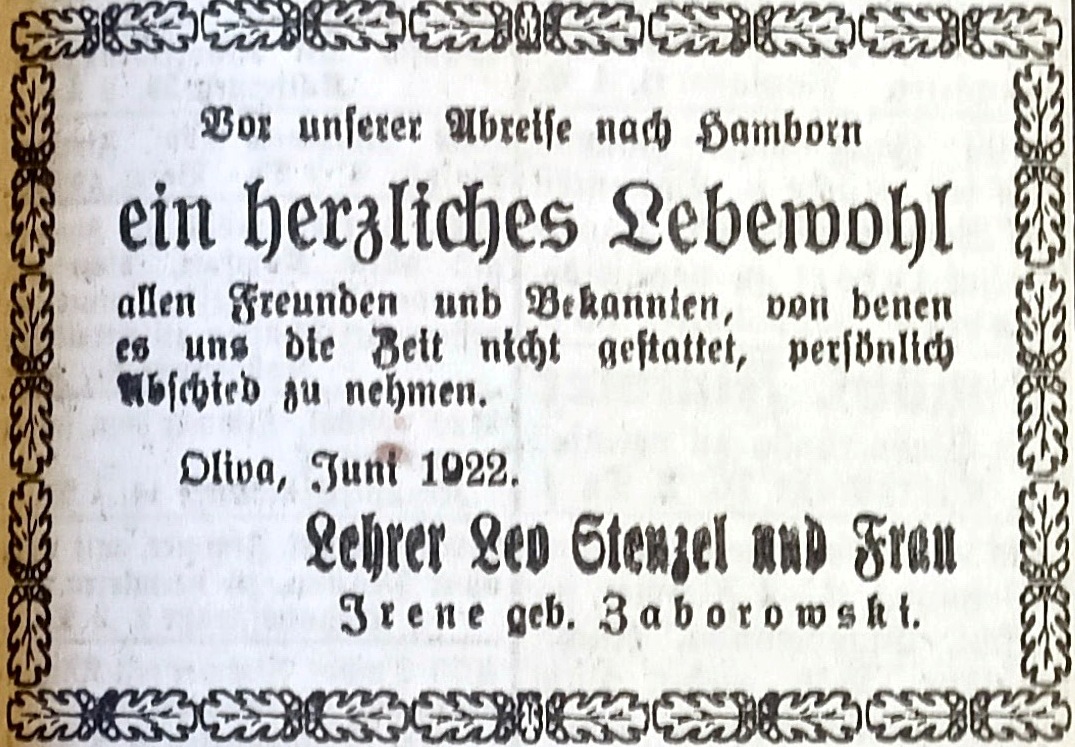 Vor unserer Abreise nach Hamborn
ein herzliches Lebewohl
allen Freunden und Bekannten, von denen
es uns die Zeit nicht gestattet, persönlich
Abschied zu nehmen.
Oliva, Juni 1922.
Lehrer Leo Stenzel und Frau
Irene geb. Zaborowski.